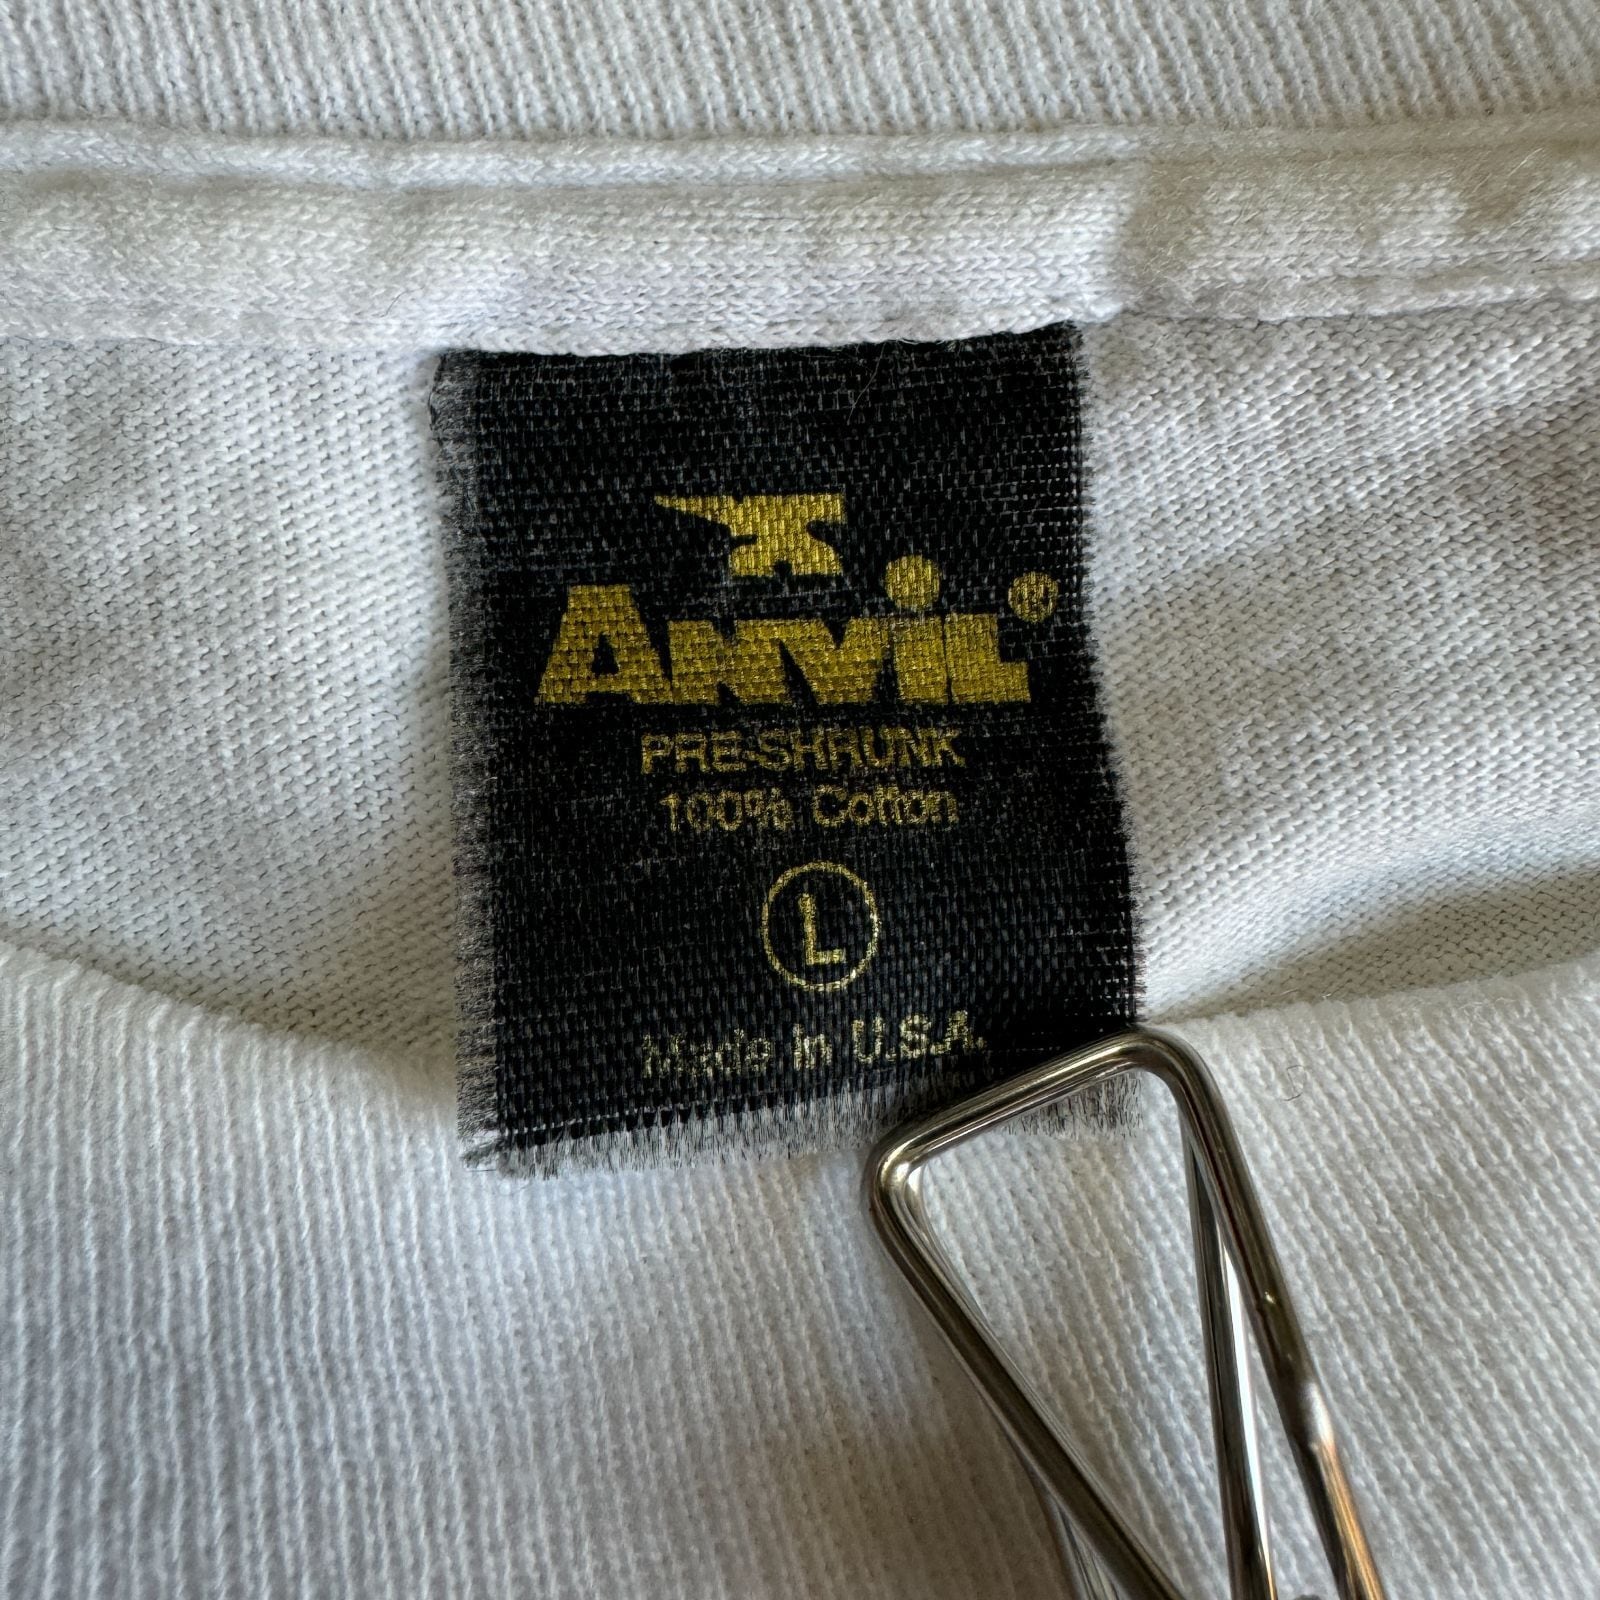 ANViL®
PRE-SHRUNK
100% Cotton
L
Made in U.S.A.